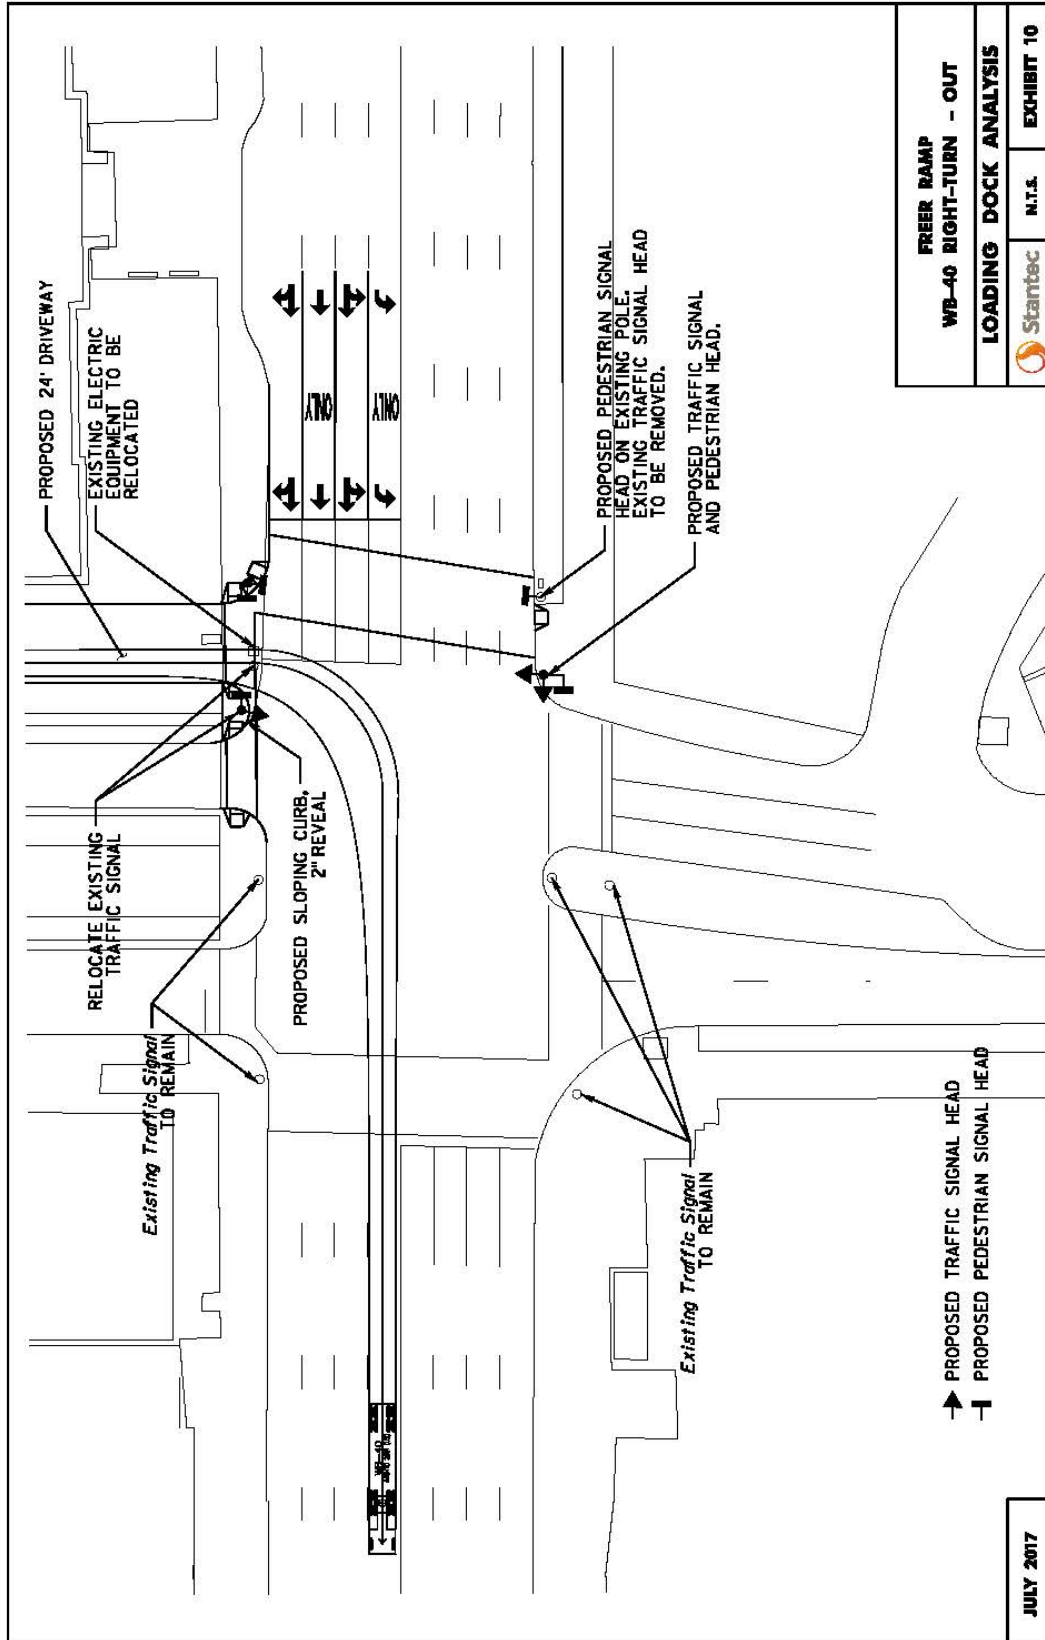 PROPOSED 24' DRIVEWAY
EXISTING ELECTRIC
EQUIPMENT TO BE
RELOCATED
RELOCATE EXISTING
TRAFFIC SIGNAL
Existing Traffic Signal
TO REMAIN
PROPOSED SLOPING CURB,
2" REVEAL
ONLY
ONLY
PROPOSED PEDESTRIAN SIGNAL
HEAD ON EXISTING POLE.
EXISTING TRAFFIC SIGNAL HEAD
TO BE REMOVED.
PROPOSED TRAFFIC SIGNAL
AND PEDESTRIAN HEAD.
Existing Traffic Signal
TO REMAIN
WB-40
PROPOSED TRAFFIC SIGNAL HEAD
PROPOSED PEDESTRIAN SIGNAL HEAD
FREER RAMP
WB-40 RIGHT-TURN - OUT
LOADING DOCK ANALYSIS
Stantec
N.T.S.
EXHIBIT 10
JULY 2017